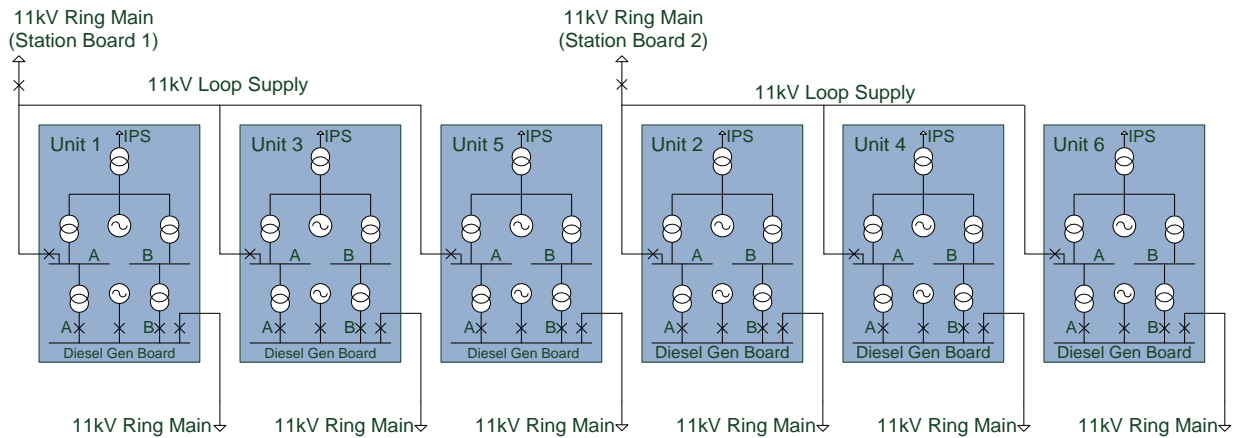 11kV Ring Main
(Station Board 1)
11kV Ring Main
(Station Board 2)
11kV Loop Supply
11kV Loop Supply
Unit 1
IPS
Unit 3
IPS
Unit 5
IPS
Unit 2
IPS
Unit 4
IPS
Unit 6
IPS
A B
A B
A B
A B
A B
A B
A B
A B
A B
A B
A B
A B
Diesel Gen Board
Diesel Gen Board
Diesel Gen Board
Diesel Gen Board
Diesel Gen Board
Diesel Gen Board
11kV Ring Main
11kV Ring Main
11kV Ring Main
11kV Ring Main
11kV Ring Main
11kV Ring Main